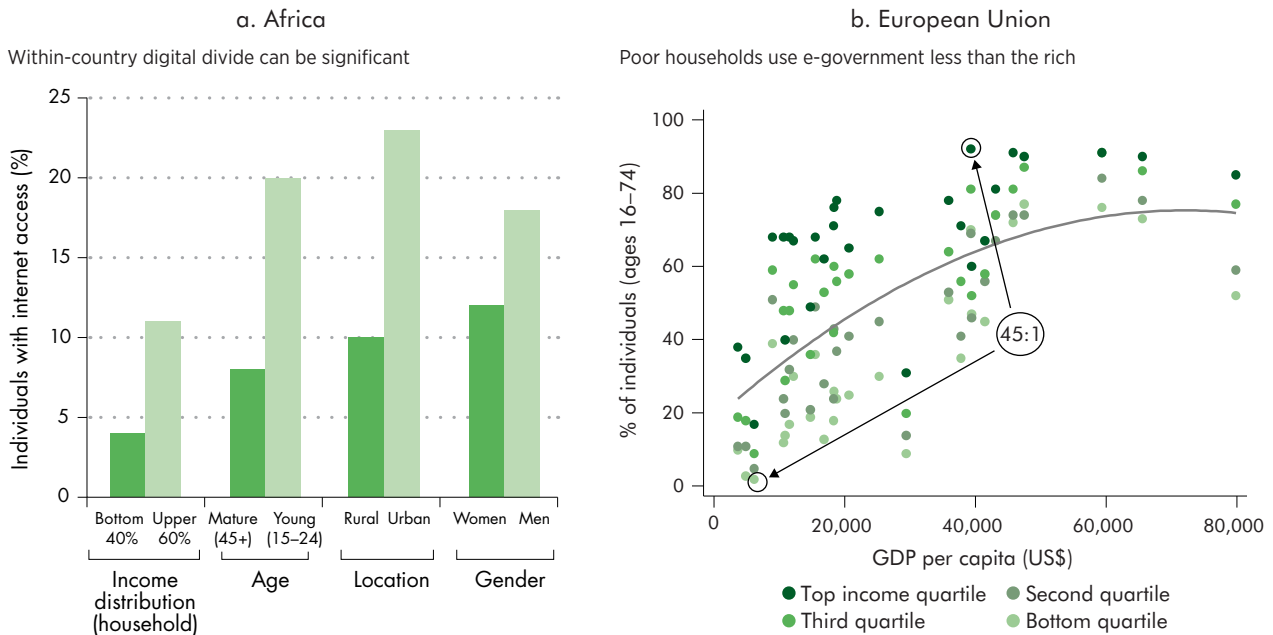 a. Africa
Within-country digital divide can be significant
Individuals with internet access (%)
25
20
15
10
5
0
Bottom 40%
Upper 60%
Mature (45+)
Young (15–24)
Rural
Urban
Women
Men
Income distribution (household)
Age
Location
Gender
b. European Union
Poor households use e-government less than the rich
% of individuals (ages 16–74)
100
80
60
40
20
0
45:1
0
20,000
40,000
60,000
80,000
GDP per capita (US$)
Top income quartile
Second quartile
Third quartile
Bottom quartile